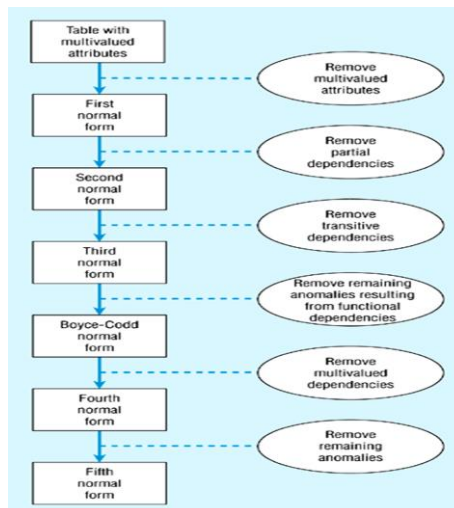 Table with
multivalued
attributes
Remove
multivalued
attributes
First
normal
form
Remove
partial
dependencies
Second
normal
form
Remove
transitive
dependencies
Third
normal
form
Remove remaining
anomalies resulting
from functional
dependencies
Boyce-Codd
normal
form
Remove
multivalued
dependencies
Fourth
normal
form
Remove
remaining
anomalies
Fifth
normal
form